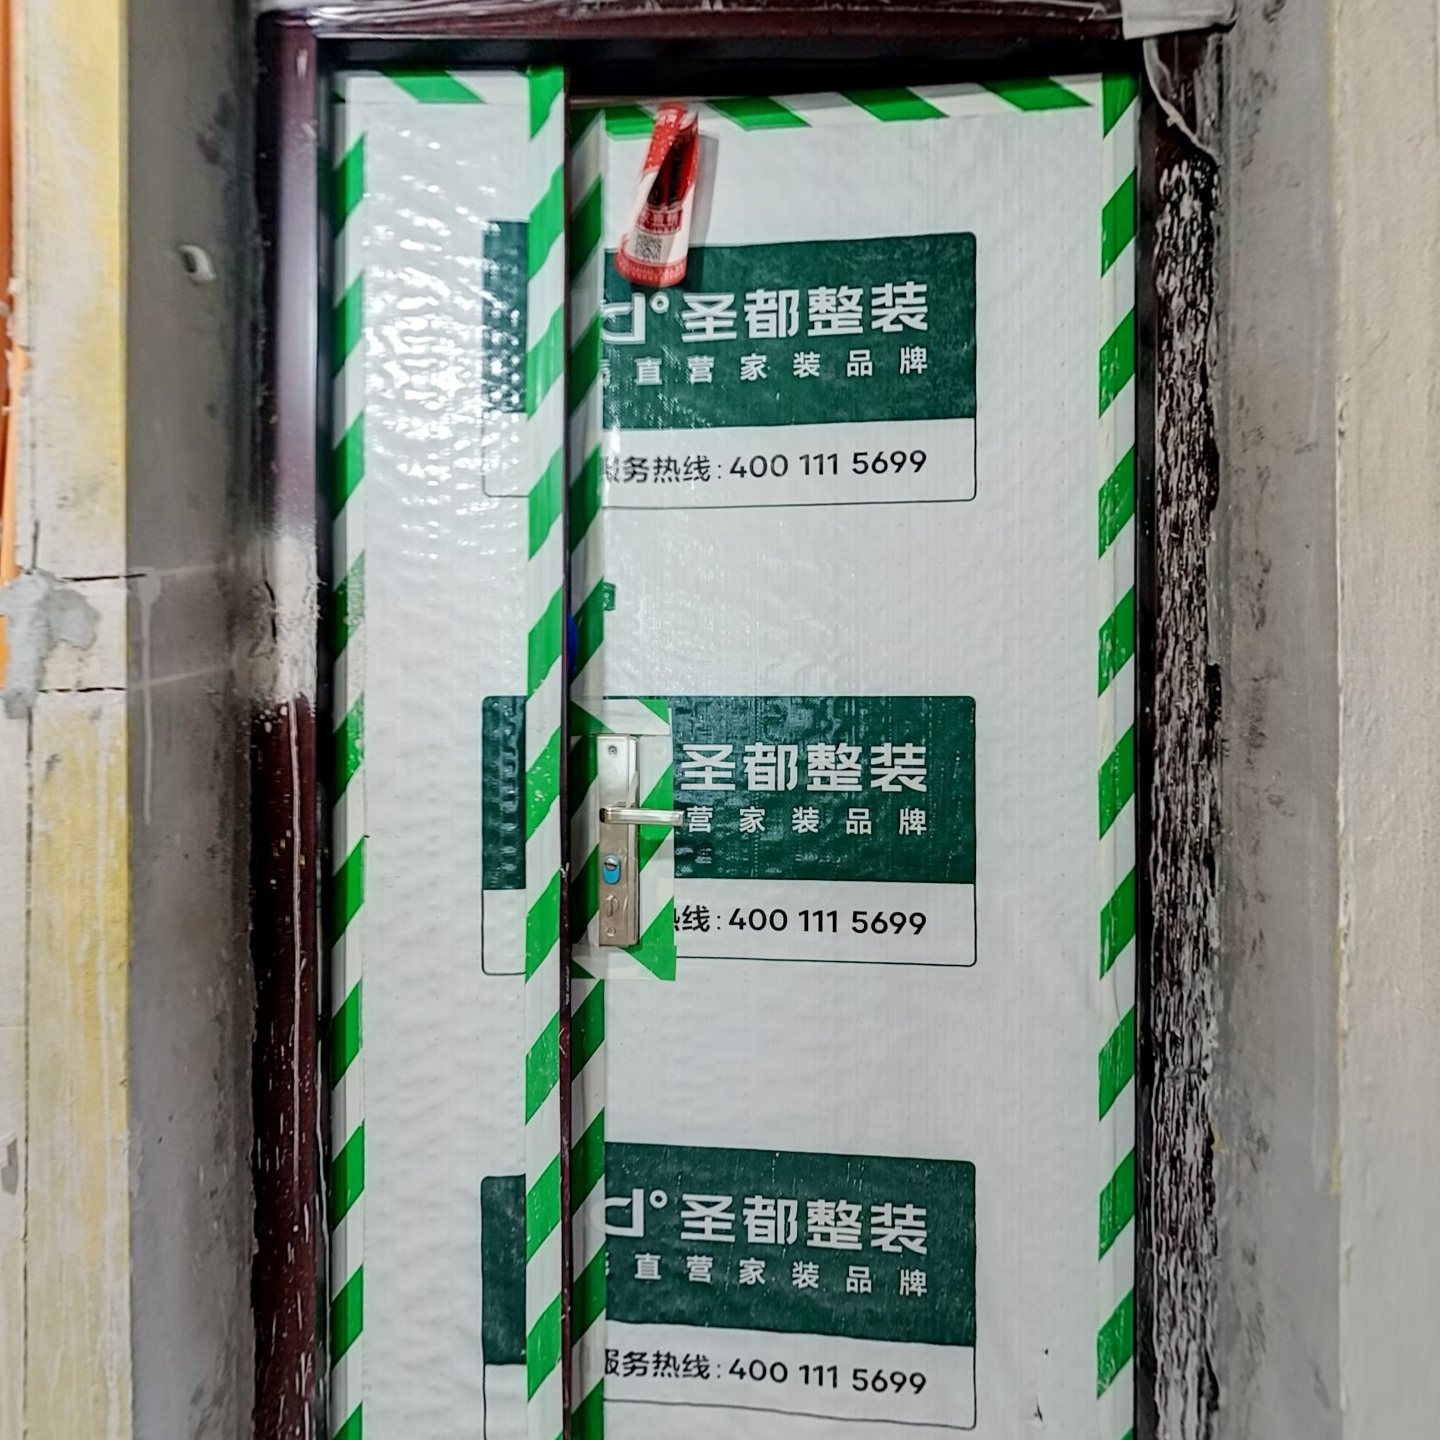 d°圣都整装
直营家装品牌
服务热线:400 111 5699
圣都整装
营家装品牌
线:400 111 5699
d°圣都整装
直营家装品牌
服务热线:400 111 5699